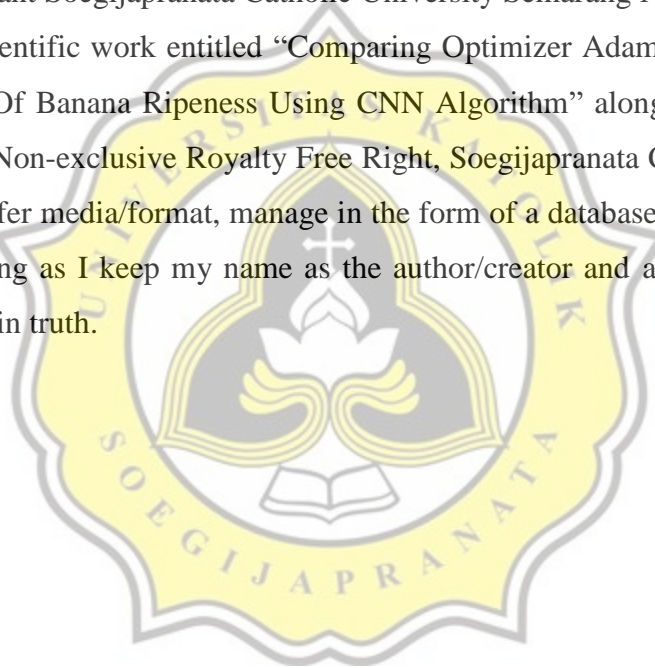 ant Soegijapranata Catholic University Semarang
entific work entitled “Comparing Optimizer Adam
Of Banana Ripeness Using CNN Algorithm” along
Non-exclusive Royalty Free Right, Soegijapranata
fer media/format, manage in the form of a database
ng as I keep my name as the author/creator and a
in truth.
UNIVERSITAS KATOLIK
SOEGIJAPRANATA